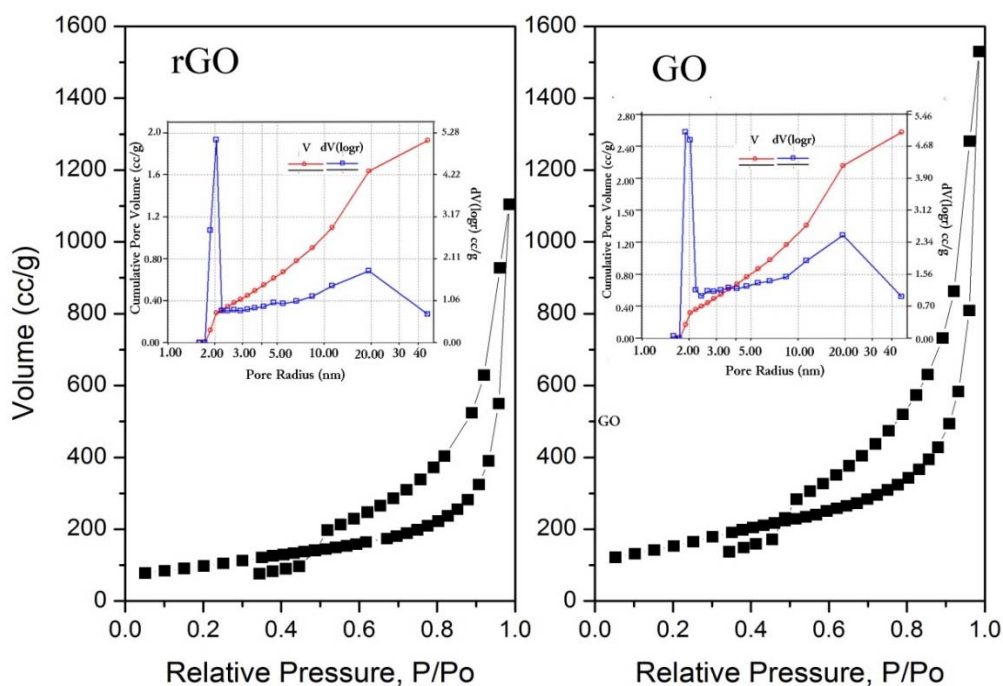 rGO
1600
1400
1200
1000
800
600
400
200
0
0.0 0.2 0.4 0.6 0.8 1.0
Volume (cc/g)
Relative Pressure, P/Po
Cumulative Pore Volume (cc/g)
2.0
1.6
1.2
0.80
0.40
0.00
V dV(logr)
5.28
4.22
3.17
2.11
1.06
0.00
dV(logr) cc/g
1.00 2.00 3.00 5.00 10.00 20.00 30 40
Pore Radius (nm)
GO
1600
1400
1200
1000
800
600
400
200
0
0.0 0.2 0.4 0.6 0.8 1.0
Relative Pressure, P/Po
Cumulative Pore Volume (cc/g)
2.80
2.60
2.00
1.50
1.20
0.80
0.40
0.00
V dV(logr)
5.46
4.68
3.90
3.12
2.34
1.56
0.70
0.00
dV(logr) cc/g
1.00 2.00 3.00 5.00 10.00 20.00 30 40
Pore Radius (nm)
GO